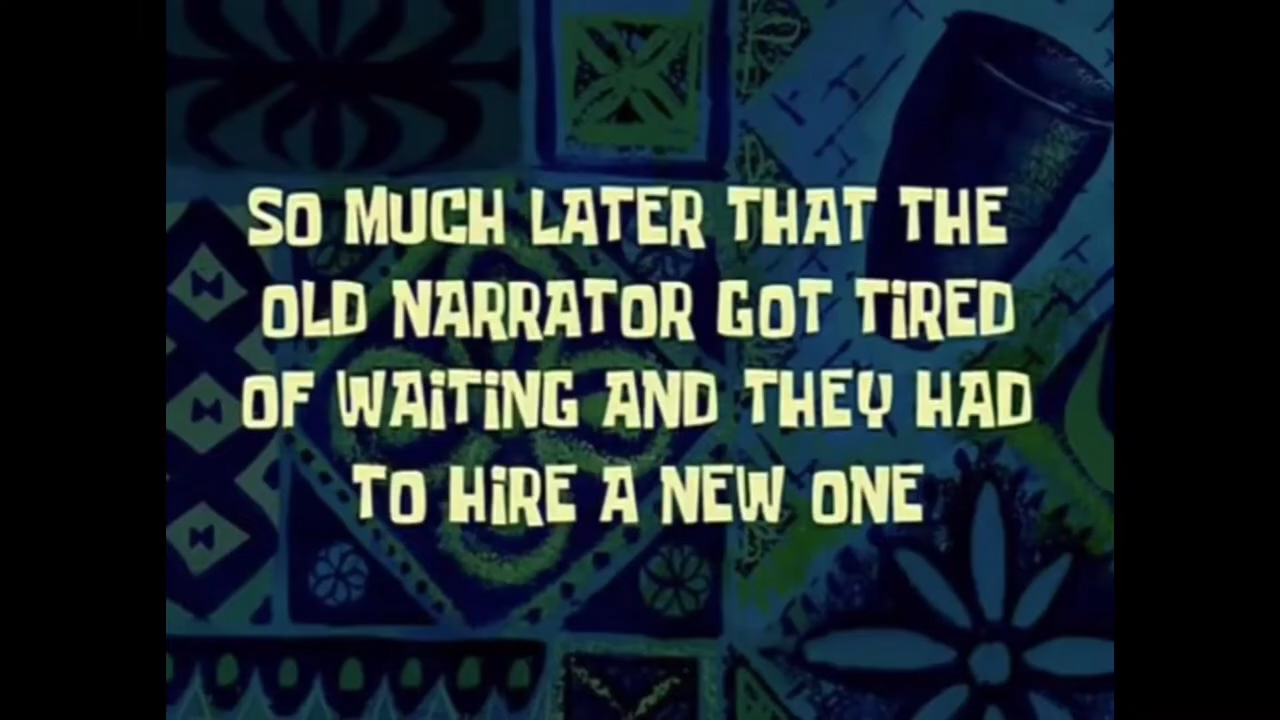 SO MUCH LATER THAT THE
OLD NARRATOR GOT TiRED
OF WAiTiNG AND THEY HAD
TO HiRE A NEW ONE